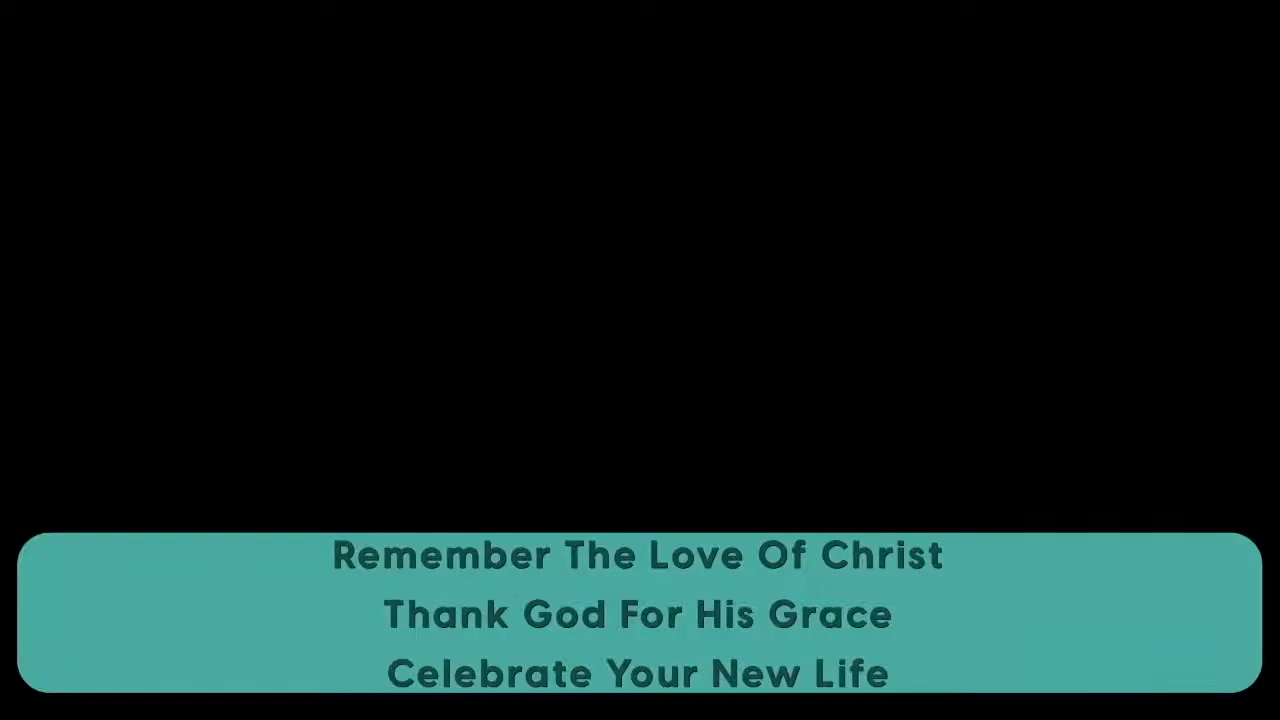 Remember The Love Of Christ
Thank God For His Grace
Celebrate Your New Life